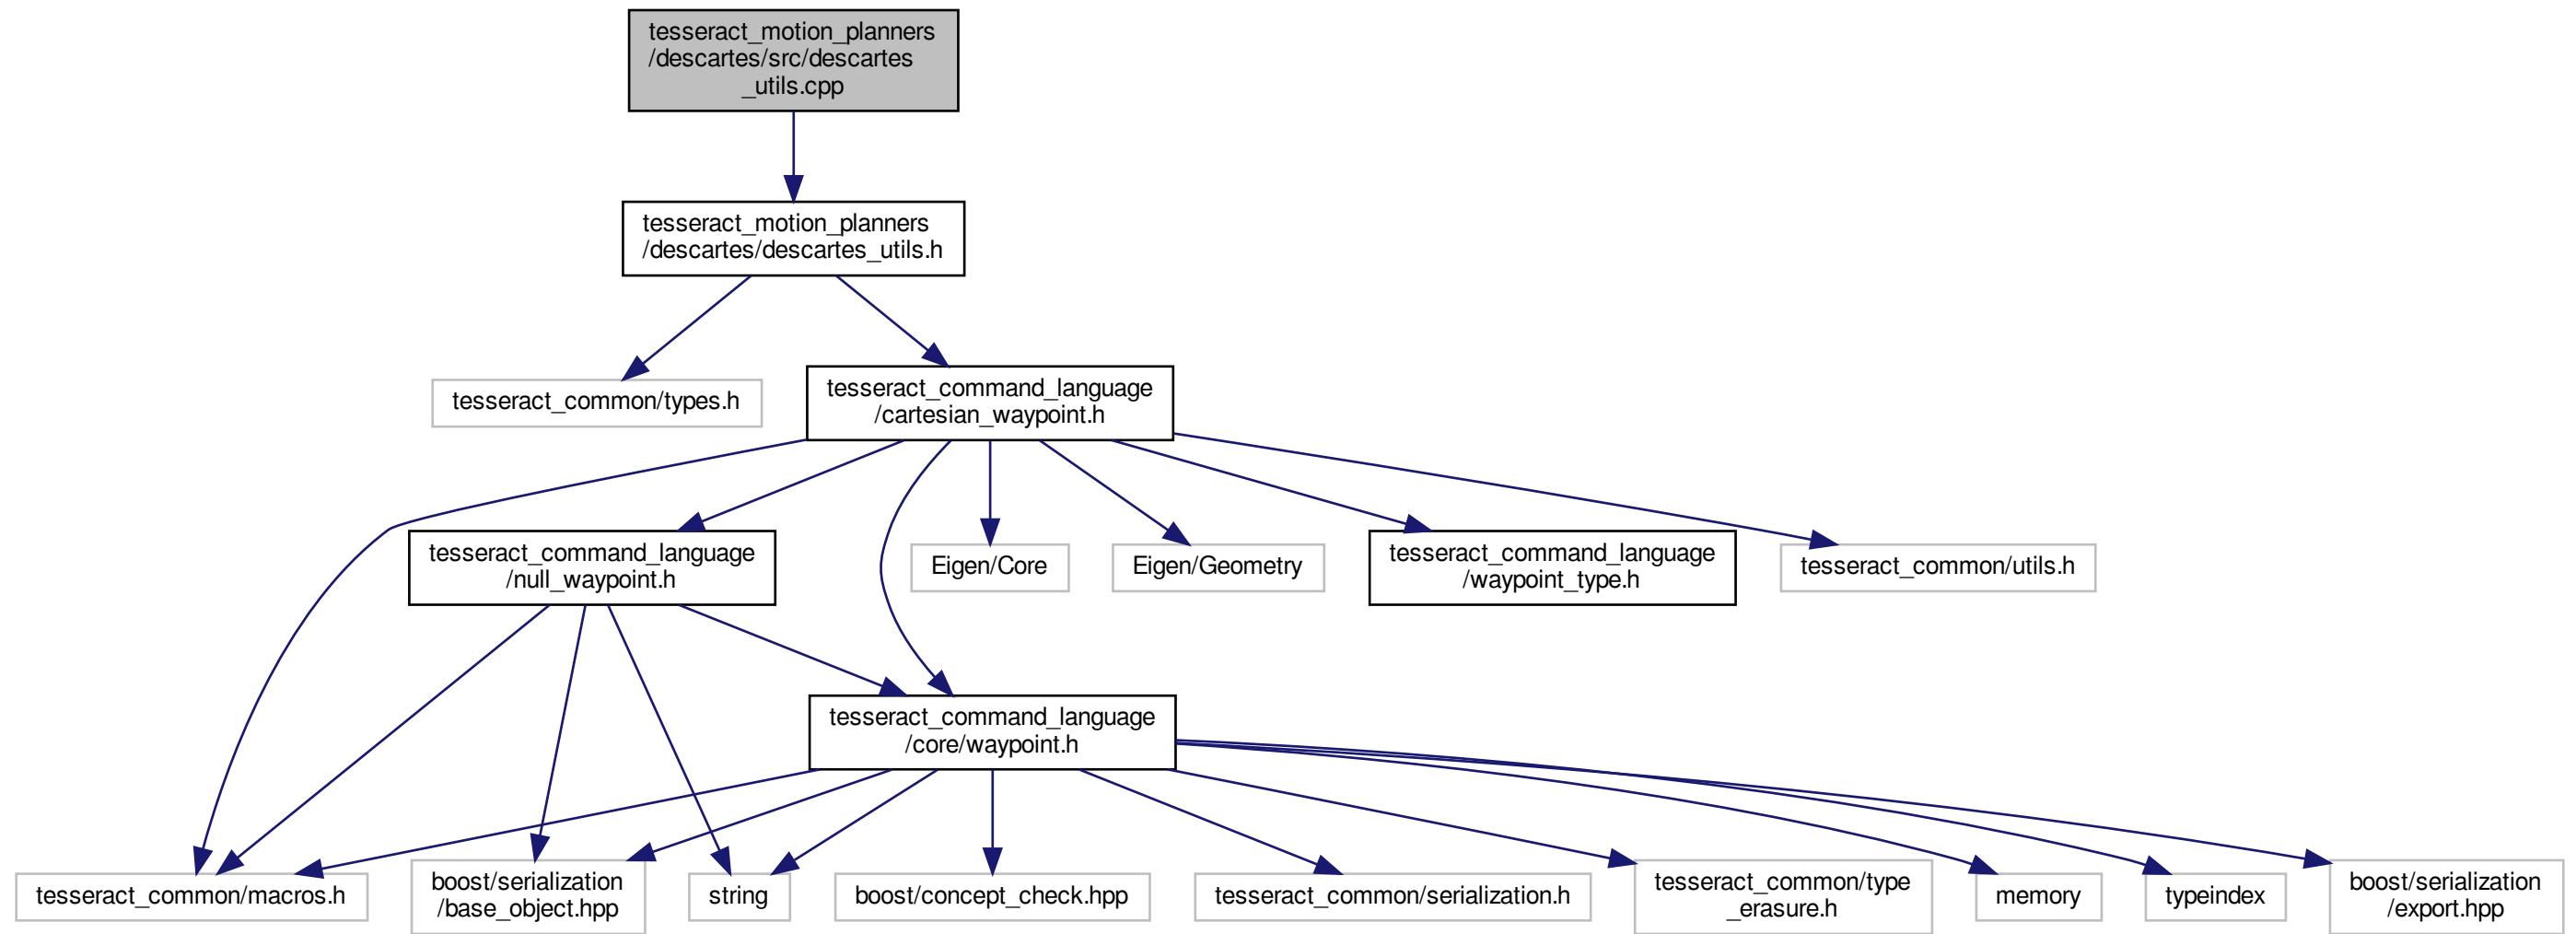 tesseract_motion_planners
/descartes/src/descartes
_utils.cpp
tesseract_motion_planners
/descartes/descartes_utils.h
tesseract_common/types.h
tesseract_command_language
/cartesian_waypoint.h
tesseract_command_language
/null_waypoint.h
Eigen/Core
Eigen/Geometry
tesseract_command_language
/waypoint_type.h
tesseract_common/utils.h
tesseract_command_language
/core/waypoint.h
tesseract_common/macros.h
boost/serialization
/base_object.hpp
string
boost/concept_check.hpp
tesseract_common/serialization.h
tesseract_common/type
_erasure.h
memory
typeindex
boost/serialization
/export.hpp